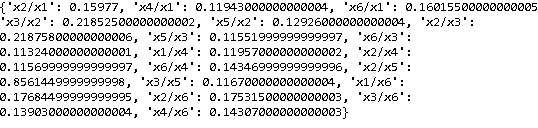 {'x2/x1': 0.15977, 'x4/x1': 0.11943000000000004, 'x6/x1': 0.16015500000000005
'x3/x2': 0.21852500000000002, 'x5/x2': 0.12926000000000004, 'x2/x3':
0.21875800000000006, 'x5/x3': 0.11551999999999997, 'x6/x3':
0.11324000000000001, 'x1/x4': 0.11957000000000002, 'x2/x4':
0.11569999999999997, 'x6/x4': 0.14346999999999996, 'x2/x5':
0.8561449999999998, 'x3/x5': 0.11670000000000004, 'x1/x6':
0.17684499999999995, 'x2/x6': 0.17531500000000003, 'x3/x6':
0.13903000000000004, 'x4/x6': 0.14307000000000003}